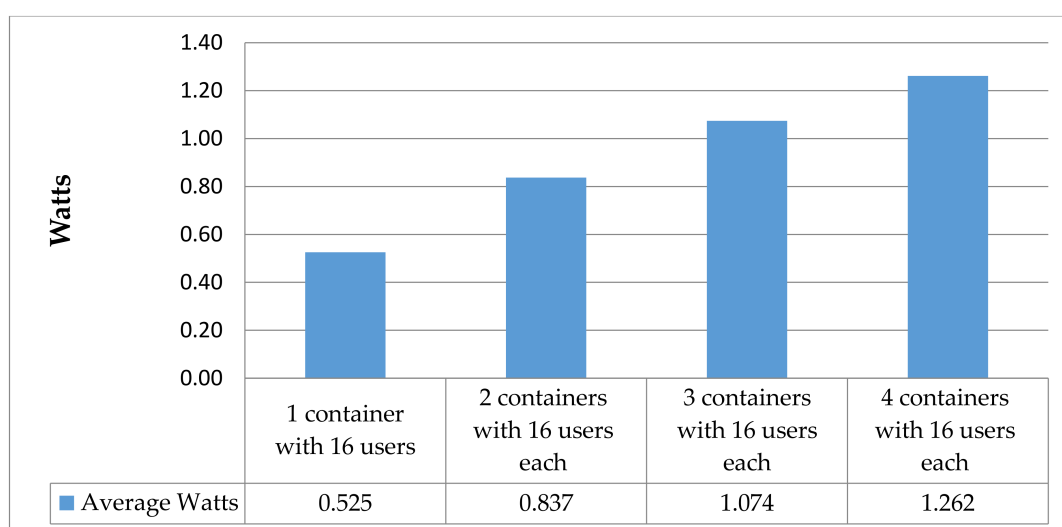 1.40
1.20
1.00
0.80
0.60
0.40
0.20
0.00
Watts
1 container
with 16 users
2 containers
with 16 users
each
3 containers
with 16 users
each
4 containers
with 16 users
each
Average Watts
0.525
0.837
1.074
1.262